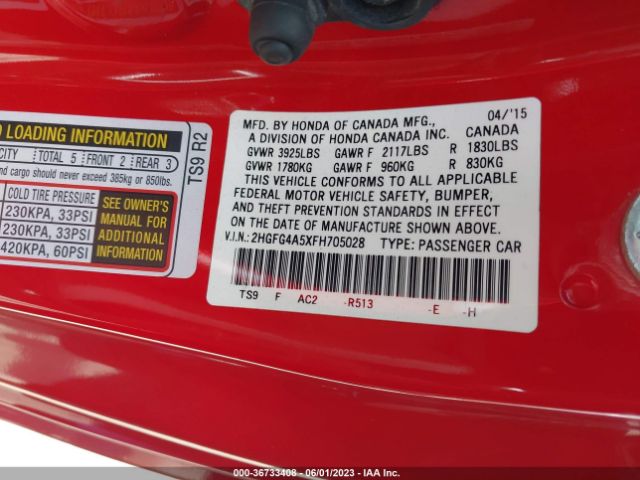 O LOADING INFORMATION
CITY TOTAL 5 FRONT 2 REAR 3
and cargo should never exceed 385kg or 850lbs.
COLD TIRE PRESSURE
230KPA, 33PSI
230KPA, 33PSI
420KPA, 60PSI
SEE OWNER'S
MANUAL FOR
ADDITIONAL
INFORMATION
TS9 R2
MFD. BY HONDA OF CANADA MFG., 04/'15
A DIVISION OF HONDA CANADA INC. CANADA
GVWR 3925LBS GAWR F 2117LBS R 1830LBS
GVWR 1780KG GAWR F 960KG R 830KG
THIS VEHICLE CONFORMS TO ALL APPLICABLE
FEDERAL MOTOR VEHICLE SAFETY, BUMPER,
AND THEFT PREVENTION STANDARDS IN EFFECT
ON THE DATE OF MANUFACTURE SHOWN ABOVE.
V.I.N.: 2HGFG4A5XFH705028 TYPE: PASSENGER CAR
TS9 F AC2 -R513 -E -H
000-36733408 - 06/01/2023 - IAA Inc.